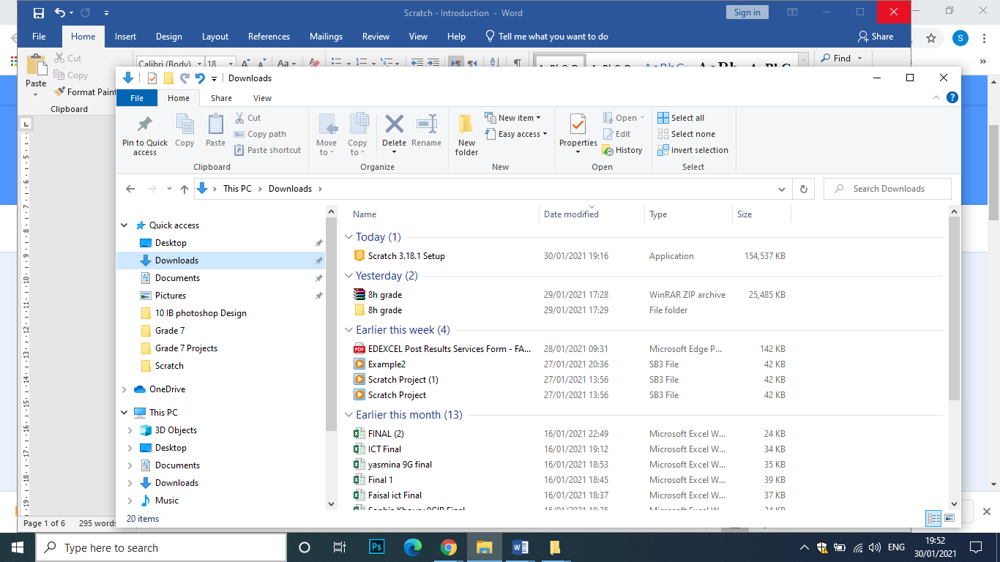 Scratch - Introduction - Word
Sign in
File Home Insert Design Layout References Mailings Review View Help Tell me what you want to do Share
Calibri (Body) 18 Aa
Find
Cut
Copy
Paste
Format Paint
Clipboard
S
Downloads
File Home Share View
Pin to Quick access
Copy
Paste
Cut
Copy path
Paste shortcut
Move to
Copy to
Delete
Rename
New folder
New item
Easy access
Properties
Open
Edit
History
Select all
Select none
Invert selection
Clipboard Organize New Open Select
This PC Downloads
Search Downloads
Quick access
Desktop
Downloads
Documents
Pictures
10 IB photoshop Design
Grade 7
Grade 7 Projects
Scratch
OneDrive
This PC
3D Objects
Desktop
Documents
Downloads
Music
Name Date modified Type Size
Today (1)
Scratch 3.18.1 Setup 30/01/2021 19:16 Application 154,537 KB
Yesterday (2)
8h grade 29/01/2021 17:28 WinRAR ZIP archive 25,485 KB
8h grade 29/01/2021 17:29 File folder
Earlier this week (4)
EDEXCEL Post Results Services Form - FA... 28/01/2021 09:31 Microsoft Edge P... 142 KB
Example2 27/01/2021 20:36 SB3 File 42 KB
Scratch Project (1) 27/01/2021 13:56 SB3 File 42 KB
Scratch Project 27/01/2021 13:56 SB3 File 42 KB
Earlier this month (13)
FINAL (2) 16/01/2021 22:49 Microsoft Excel W... 24 KB
ICT Final 16/01/2021 19:12 Microsoft Excel W... 34 KB
yasmina 9G final 16/01/2021 18:53 Microsoft Excel W... 35 KB
Final 1 16/01/2021 18:45 Microsoft Excel W... 39 KB
Faisal ict Final 16/01/2021 18:37 Microsoft Excel W... 37 KB
20 items
Page 1 of 6 295 words
Type here to search
Ps
ENG
19:52
30/01/2021